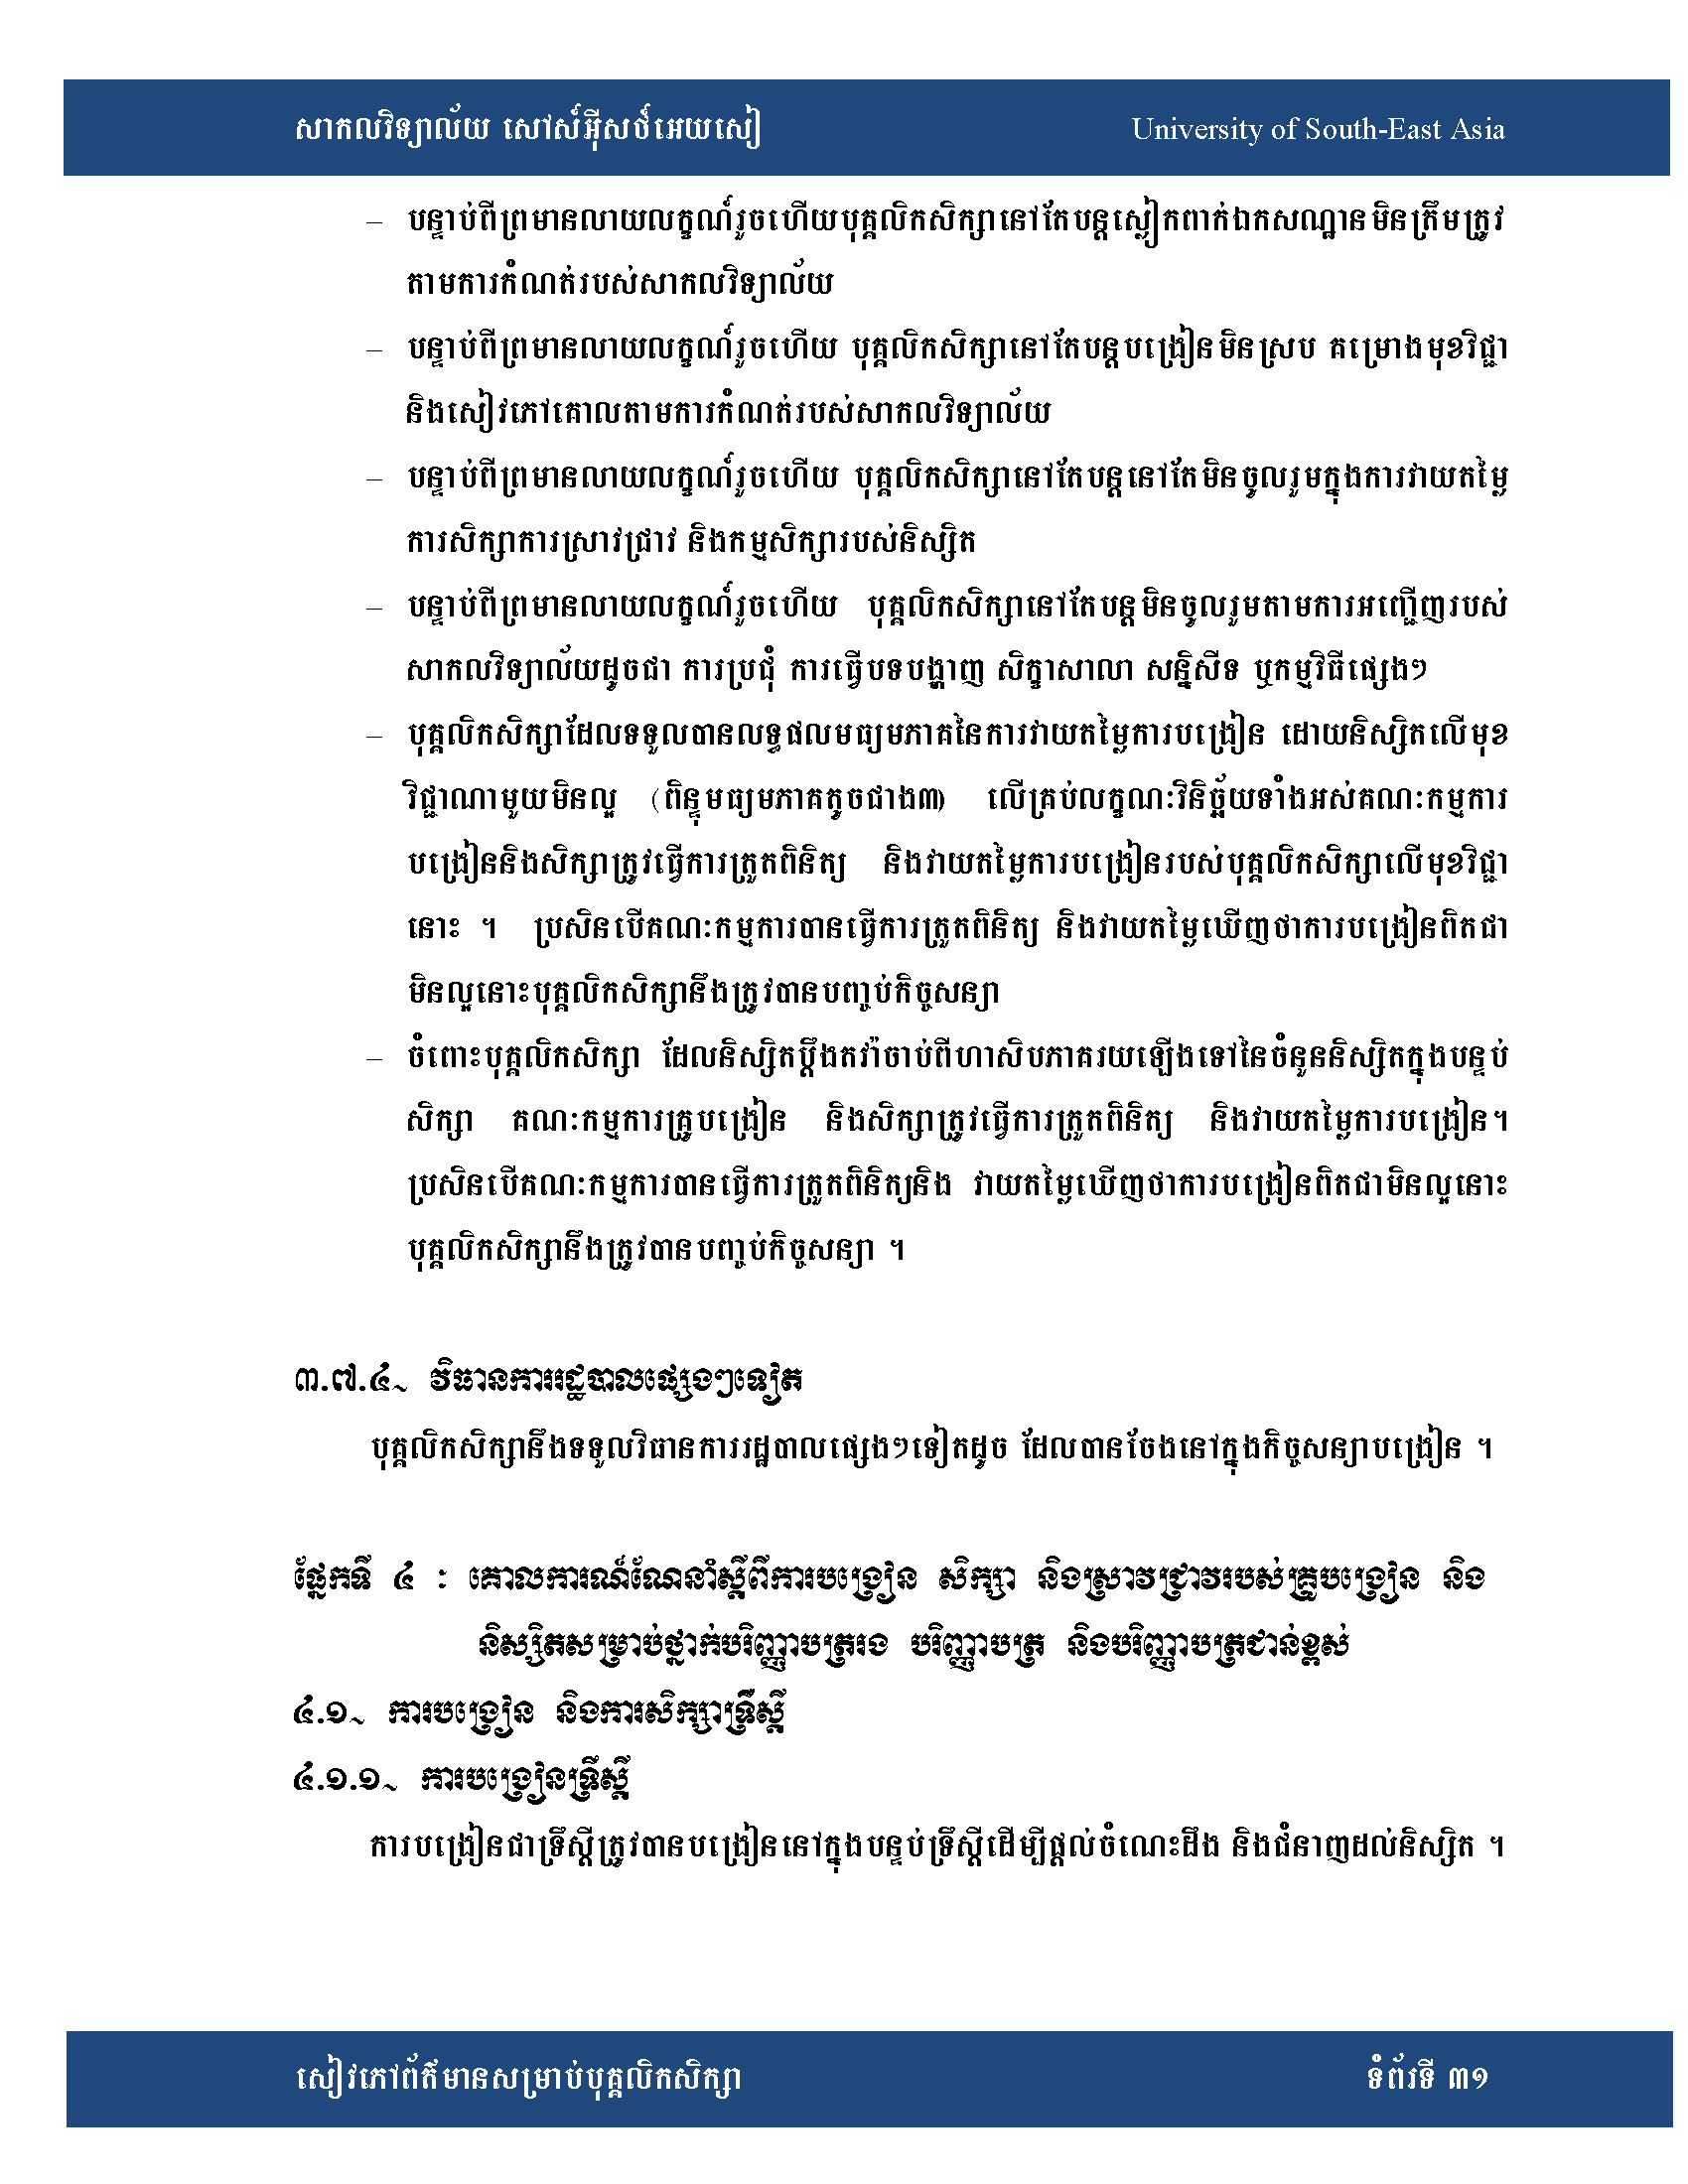 សាកលវិទ្យាល័យ សៅស៍អ៊ីសថ៍អេយសៀ University of South-East Asia
– បន្ទាប់ពីព្រមានលាយលក្ខណ៍រួចហើយបុគ្គលិកសិក្សានៅតែបន្តស្លៀកពាក់ឯកសណ្ឋានមិនត្រឹមត្រូវ
តាមការកំណត់របស់សាកលវិទ្យាល័យ
– បន្ទាប់ពីព្រមានលាយលក្ខណ៍រួចហើយ បុគ្គលិកសិក្សានៅតែបន្តបង្រៀនមិនស្រប គម្រោងមុខវិជ្ជា
និងសៀវភៅគោលតាមការកំណត់របស់សាកលវិទ្យាល័យ
– បន្ទាប់ពីព្រមានលាយលក្ខណ៍រួចហើយ បុគ្គលិកសិក្សានៅតែបន្តនៅតែមិនចូលរួមក្នុងការវាយតម្លៃ
ការសិក្សាការស្រាវជ្រាវ និងកម្មសិក្សារបស់និស្សិត
– បន្ទាប់ពីព្រមានលាយលក្ខណ៍រួចហើយ បុគ្គលិកសិក្សានៅតែបន្តមិនចូលរួមតាមការអញ្ជើញរបស់
សាកលវិទ្យាល័យដូចជា ការប្រជុំ ការធ្វើបទបង្ហាញ សិក្ខាសាលា សន្និសីទ ឬកម្មវិធីផ្សេងៗ
– បុគ្គលិកសិក្សាដែលទទួលបានលទ្ធផលមធ្យមភាគនៃការវាយតម្លៃការបង្រៀន ដោយនិស្សិតលើមុខ
វិជ្ជាណាមួយមិនល្អ (ពិន្ទុមធ្យមភាគតូចជាង៣) លើគ្រប់លក្ខណៈវិនិច្ឆ័យទាំងអស់គណៈកម្មការ
បង្រៀននិងសិក្សាត្រូវធ្វើការត្រួតពិនិត្យ និងវាយតម្លៃការបង្រៀនរបស់បុគ្គលិកសិក្សាលើមុខវិជ្ជា
នោះ ។ ប្រសិនបើគណៈកម្មការបានធ្វើការត្រួតពិនិត្យ និងវាយតម្លៃឃើញថាការបង្រៀនពិតជា
មិនល្អនោះបុគ្គលិកសិក្សានឹងត្រូវបានបញ្ចប់កិច្ចសន្យា
– ចំពោះបុគ្គលិកសិក្សា ដែលនិស្សិតប្តឹងតវ៉ាចាប់ពីហាសិបភាគរយឡើងទៅនៃចំនួននិស្សិតក្នុងបន្ទប់
សិក្សា គណៈកម្មការគ្រូបង្រៀន និងសិក្សាត្រូវធ្វើការត្រួតពិនិត្យ និងវាយតម្លៃការបង្រៀន។
ប្រសិនបើគណៈកម្មការបានធ្វើការត្រួតពិនិត្យនិង វាយតម្លៃឃើញថាការបង្រៀនពិតជាមិនល្អនោះ
បុគ្គលិកសិក្សានឹងត្រូវបានបញ្ចប់កិច្ចសន្យា ។
៣.៧.៤~ វិធានការរដ្ឋបាលផ្សេងៗទៀត
បុគ្គលិកសិក្សានឹងទទួលវិធានការរដ្ឋបាលផ្សេងៗទៀតដូច ដែលបានចែងនៅក្នុងកិច្ចសន្យាបង្រៀន ។
ផ្នែកទី ៤ : គោលការណ៍ណែនាំស្តីពីការបង្រៀន សិក្សា និងស្រាវជ្រាវរបស់គ្រូបង្រៀន និង
និស្សិតសម្រាប់ថ្នាក់បរិញ្ញាបត្ររង បរិញ្ញាបត្រ និងបរិញ្ញាបត្រជាន់ខ្ពស់
៤.១~ ការបង្រៀន និងការសិក្សាទ្រឹស្តី
៤.១.១~ ការបង្រៀនទ្រឹស្តី
ការបង្រៀនជាទ្រឹស្តីត្រូវបានបង្រៀននៅក្នុងបន្ទប់ទ្រឹស្តីដើម្បីផ្តល់ចំណេះដឹង និងជំនាញដល់និស្សិត ។
សៀវភៅព័ត៌មានសម្រាប់បុគ្គលិកសិក្សា ទំព័រទី ៣១